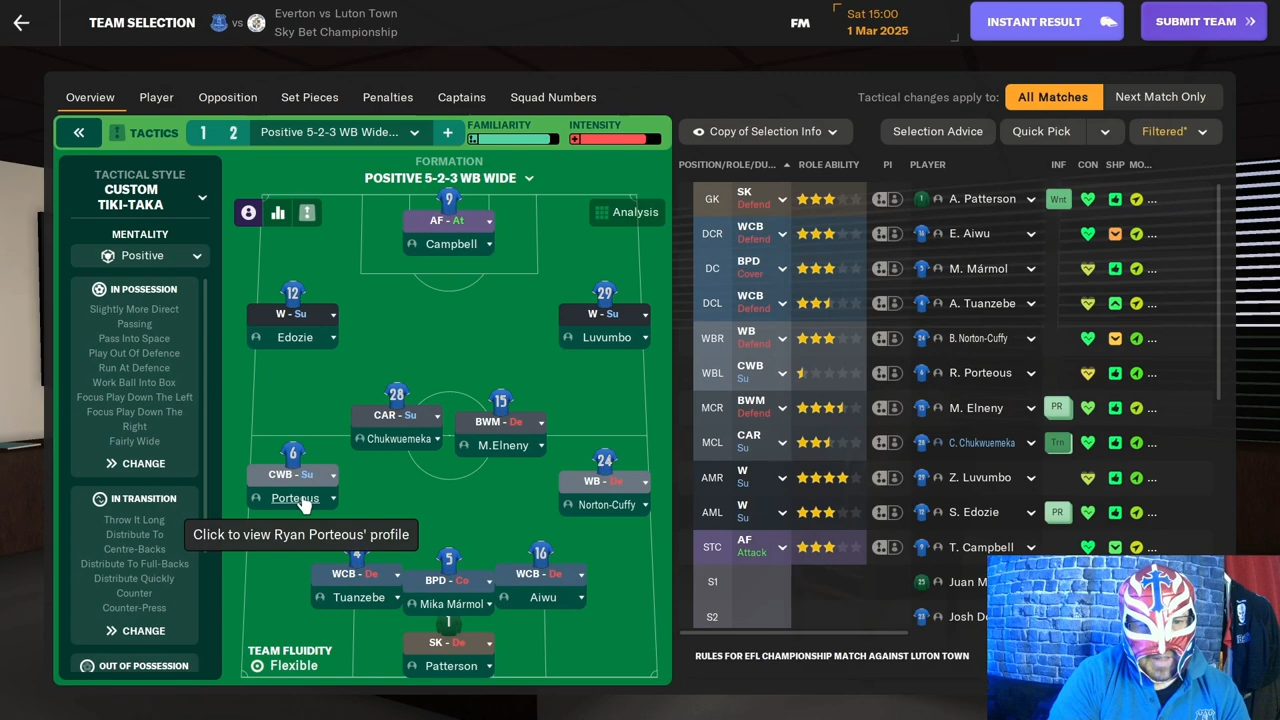 TEAM SELECTION
vs
Everton vs Luton Town
Sky Bet Championship
FM
Sat 15:00
1 Mar 2025
INSTANT RESULT
SUBMIT TEAM
Overview
Player
Opposition
Set Pieces
Penalties
Captains
Squad Numbers
Tactical changes apply to:
All Matches
Next Match Only
TACTICS
1
2
Positive 5-2-3 WB Wide...
FAMILIARITY
INTENSITY
Copy of Selection Info
Selection Advice
Quick Pick
Filtered*
TACTICAL STYLE
CUSTOM
TIKI-TAKA
MENTALITY
Positive
IN POSSESSION
Slightly More Direct
Passing
Pass Into Space
Play Out Of Defence
Run At Defence
Work Ball Into Box
Focus Play Down The Left
Focus Play Down The
Right
Fairly Wide
CHANGE
IN TRANSITION
Throw It Long
Distribute To
Centre-Backs
Distribute To Full-Backs
Distribute Quickly
Counter
Counter-Press
CHANGE
OUT OF POSSESSION
FORMATION
POSITIVE 5-2-3 WB WIDE
Analysis
9
AF - At
Campbell
12
W - Su
Edozie
29
W - Su
Luvumbo
28
CAR - Su
Chukwuemeka
15
BWM - De
M.Elneny
6
CWB - Su
Porteous
24
WB - De
Norton-Cuffy
Click to view Ryan Porteous' profile
4
WCB - De
Tuanzebe
5
BPD - Co
Mika Mármol
16
WCB - De
Aiwu
1
SK - De
Patterson
TEAM FLUIDITY
Flexible
POSITION/ROLE/DU... ROLE ABILITY PI PLAYER INF CON SHP MO...
GK SK Defend A. Patterson Wnt
DCR WCB Defend E. Aiwu ...
DC BPD Cover M. Mármol ...
DCL WCB Defend A. Tuanzebe ...
WBR WB Defend B. Norton-Cuffy ...
WBL CWB Su R. Porteous ...
MCR BWM Defend M. Elneny PR ...
MCL CAR Su C. Chukwuemeka Trn ...
AMR W Su Z. Luvumbo ...
AML W Su S. Edozie PR ...
STC AF Attack T. Campbell ...
S1 Juan M
S2 Josh D
RULES FOR EFL CHAMPIONSHIP MATCH AGAINST LUTON TOWN